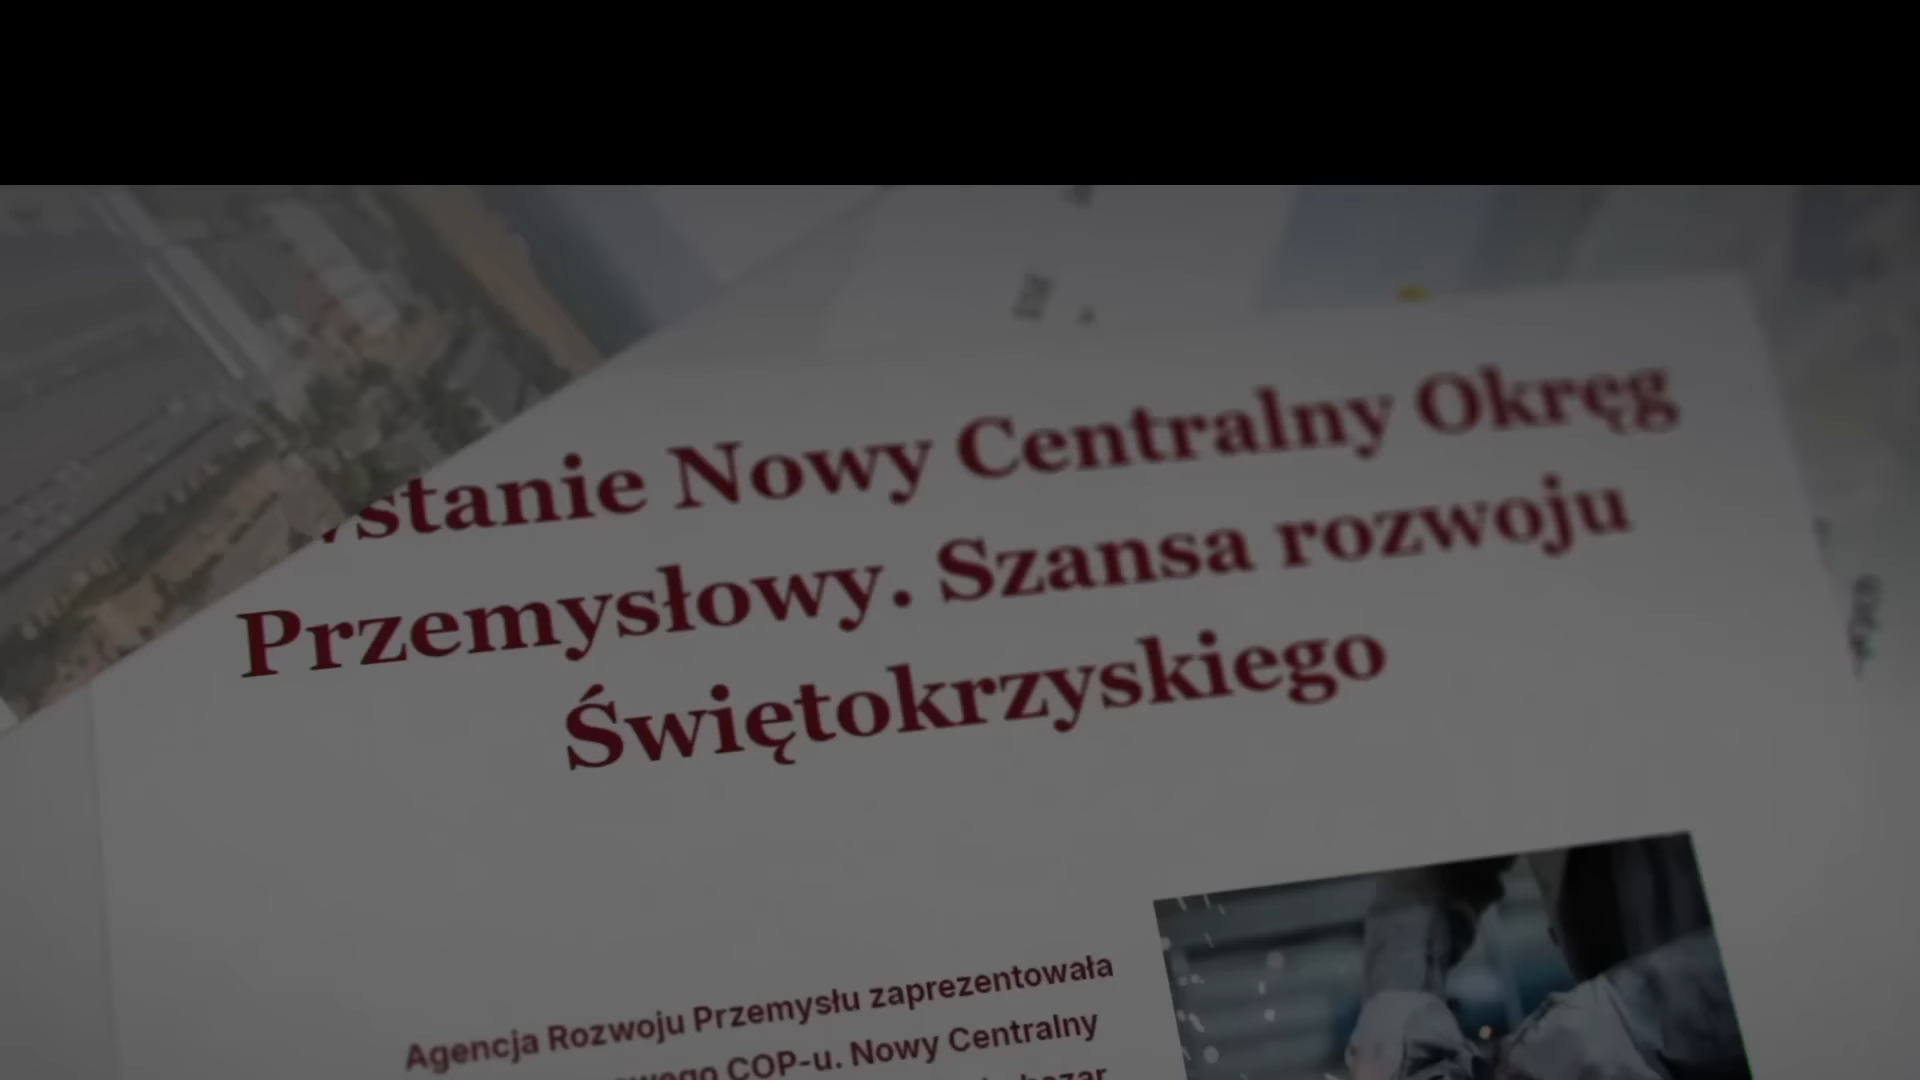 stanie Nowy Centralny Okręg
Przemysłowy. Szansa rozwoju
Świętokrzyskiego
Agencja Rozwoju Przemysłu zaprezentowała
COP-u. Nowy Centralny